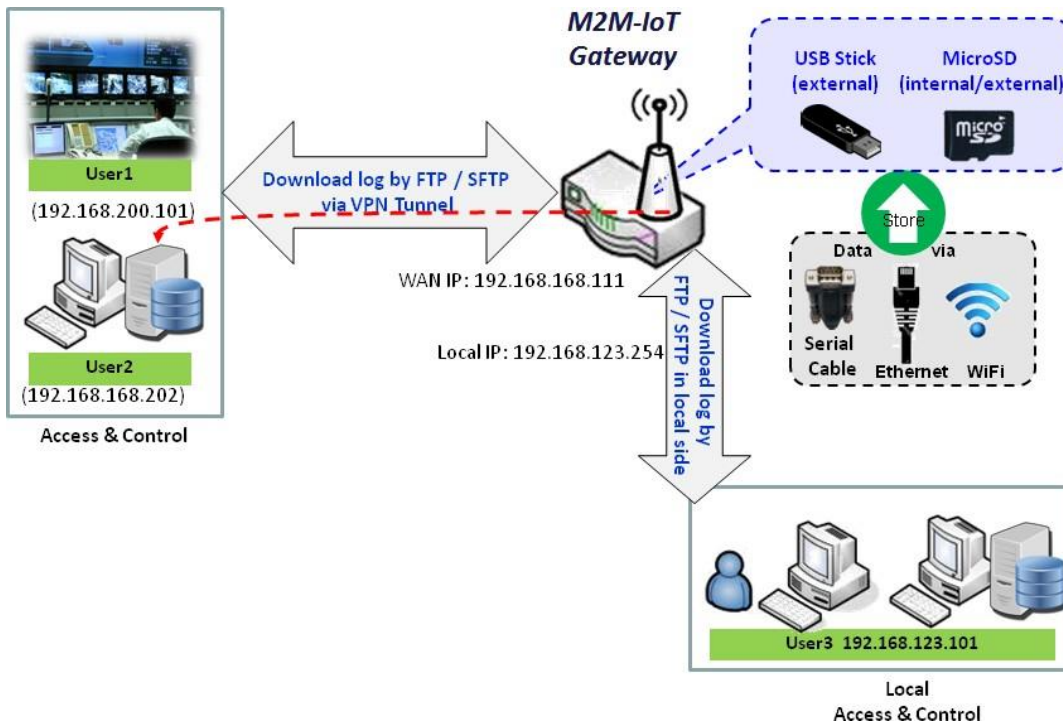 M2M-IoT
Gateway
USB Stick
(external)
MicroSD
(internal/external)
micro
SD
User1
(192.168.200.101)
Download log by FTP / SFTP
via VPN Tunnel
Store
Data via
Serial
Cable
Ethernet
WiFi
WAN IP: 192.168.168.111
Local IP: 192.168.123.254
Download log by
FTP / SFTP in local side
User2
(192.168.168.202)
Access & Control
User3 192.168.123.101
Local
Access & Control